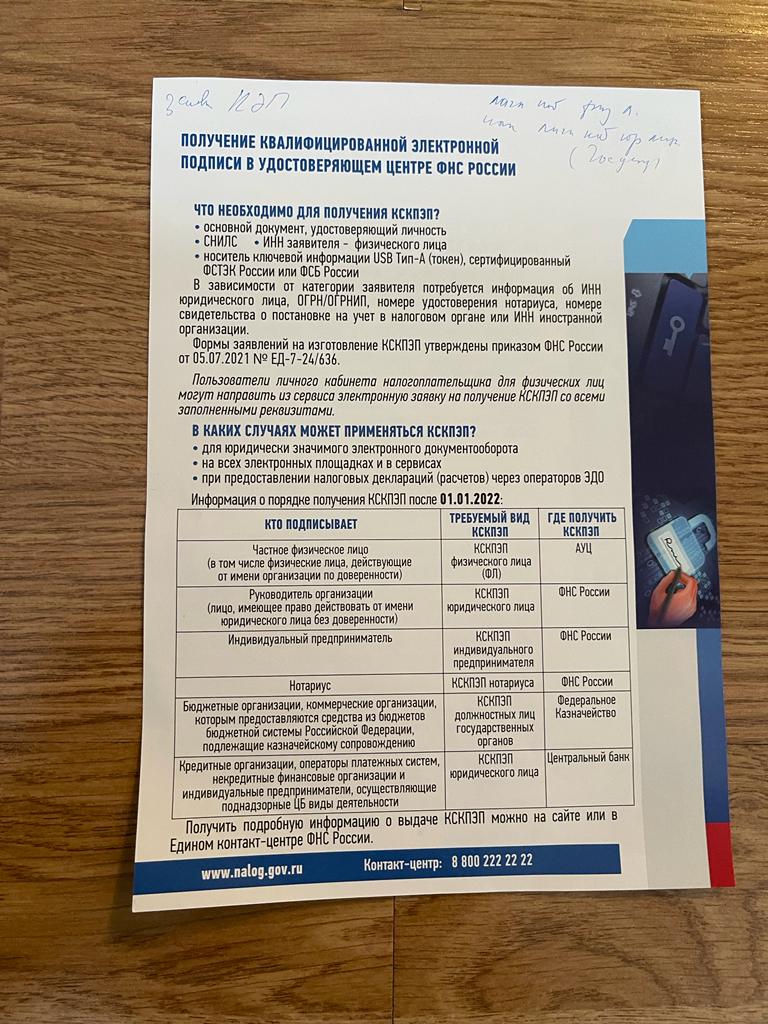 КЭП
ПОЛУЧЕНИЕ КВАЛИФИЦИРОВАННОЙ ЭЛЕКТРОННОЙ
ПОДПИСИ В УДОСТОВЕРЯЮЩЕМ ЦЕНТРЕ ФНС РОССИИ
ЧТО НЕОБХОДИМО ДЛЯ ПОЛУЧЕНИЯ КСКПЭП?
• основной документ, удостоверяющий личность
• СНИЛС • ИНН заявителя - физического лица
• носитель ключевой информации USB Тип-А (токен), сертифицированный
ФСТЭК России или ФСБ России
В зависимости от категории заявителя потребуется информация об ИНН
юридического лица, ОГРН/ОГРНИП, номере удостоверения нотариуса, номере
свидетельства о постановке на учет в налоговом органе или ИНН иностранной
организации.
Формы заявлений на изготовление КСКПЭП утверждены приказом ФНС России
от 05.07.2021 № ЕД-7-24/636.
Пользователи личного кабинета налогоплательщика для физических лиц
могут направить из сервиса электронную заявку на получение КСКПЭП со всеми
заполненными реквизитами.
В КАКИХ СЛУЧАЯХ МОЖЕТ ПРИМЕНЯТЬСЯ КСКПЭП?
• для юридически значимого электронного документооборота
• на всех электронных площадках и в сервисах
• при предоставлении налоговых деклараций (расчетов) через операторов ЭДО
Информация о порядке получения КСКПЭП после 01.01.2022:
КТО ПОДПИСЫВАЕТ
ТРЕБУЕМЫЙ ВИД
КСКПЭП
ГДЕ ПОЛУЧИТЬ
КСКПЭП
Частное физическое лицо
(в том числе физические лица, действующие
от имени организации по доверенности)
КСКПЭП
физического лица
(ФЛ)
АУЦ
Руководитель организации
(лицо, имеющее право действовать от имени
юридического лица без доверенности)
КСКПЭП
юридического лица
ФНС России
Индивидуальный предприниматель
КСКПЭП
индивидуального
предпринимателя
ФНС России
Нотариус
КСКПЭП нотариуса
ФНС России
Бюджетные организации, коммерческие организации,
которым предоставляются средства из бюджетов
бюджетной системы Российской Федерации,
подлежащие казначейскому сопровождению
КСКПЭП
должностных лиц
государственных
органов
Федеральное
Казначейство
Кредитные организации, операторы платежных систем,
некредитные финансовые организации и
индивидуальные предприниматели, осуществляющие
поднадзорные ЦБ виды деятельности
КСКПЭП
юридического лица
Центральный банк
Получить подробную информацию о выдаче КСКПЭП можно на сайте или в
Едином контакт-центре ФНС России.
www.nalog.gov.ru Контакт-центр: 8 800 222 22 22